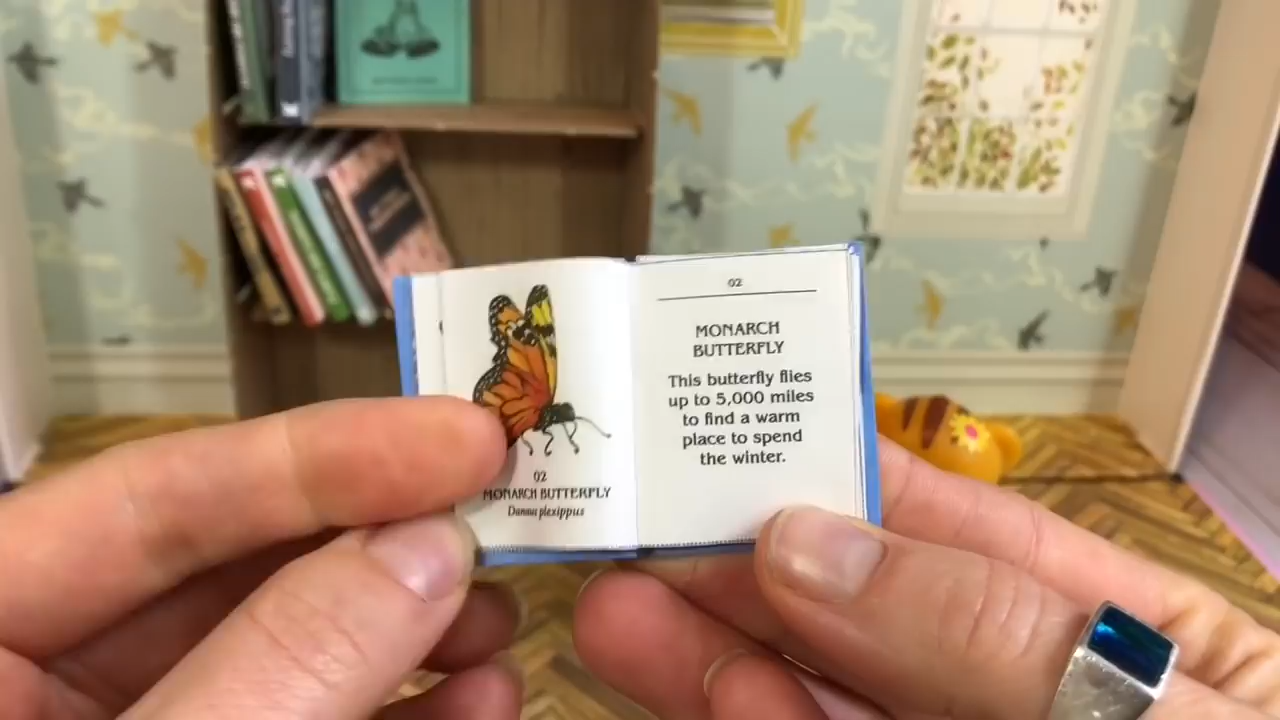 02
MONARCH BUTTERFLY
Danaus plexippus
02
MONARCH
BUTTERFLY
This butterfly flies
up to 5,000 miles
to find a warm
place to spend
the winter.